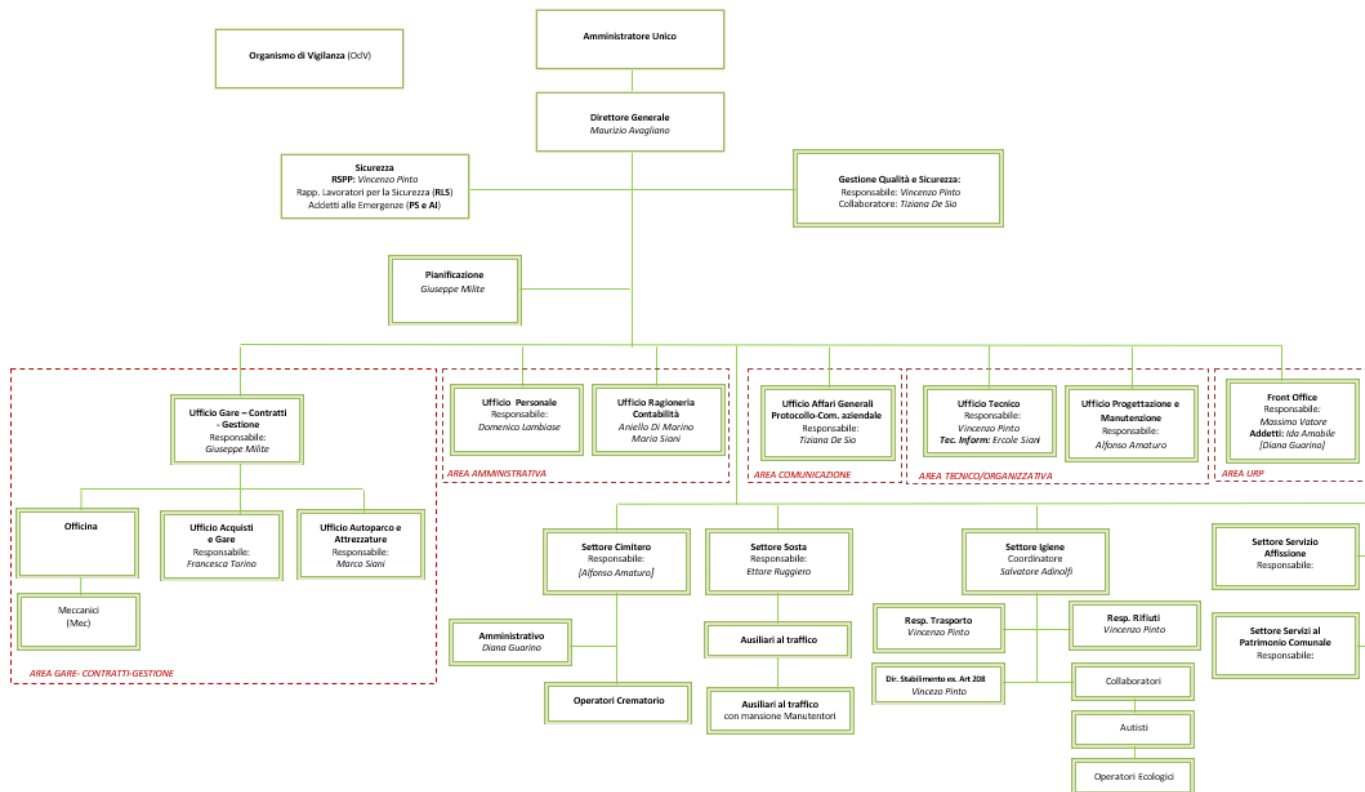 Organismo di Vigilanza (OdV)
Amministratore Unico
Direttore Generale
Maurizio Avagliano
Sicurezza
RSPP: Vincenzo Pinto
Rapp. Lavoratori per la Sicurezza (RLS)
Addetti alle Emergenze (PS e AI)
Gestione Qualità e Sicurezza:
Responsabile: Vincenzo Pinto
Collaboratore: Tiziana De Sio
Pianificazione
Giuseppe Milite
Ufficio Gare – Contratti
- Gestione
Responsabile:
Giuseppe Milite
Officina
Meccanici
(Mec)
Ufficio Acquisti
e Gare
Responsabile:
Francesca Torino
Ufficio Autoparco e
Attrezzature
Responsabile:
Marco Siani
AREA GARE- CONTRATTI-GESTIONE
Ufficio Personale
Responsabile:
Domenico Lambiase
Ufficio Ragioneria
Contabilità
Aniello Di Marino
Maria Siani
AREA AMMINISTRATIVA
Ufficio Affari Generali
Protocollo-Com. aziendale
Responsabile:
Tiziana De Sio
AREA COMUNICAZIONE
Ufficio Tecnico
Responsabile:
Vincenzo Pinto
Tec. Inform: Ercole Siani
Ufficio Progettazione e
Manutenzione
Responsabile:
Alfonso Amaturo
AREA TECNICO/ORGANIZZATIVA
Front Office
Responsabile:
Massimo Vatore
Addetti: Ida Amabile
[Diana Guarino]
AREA URP
Settore Cimitero
Responsabile:
[Alfonso Amaturo]
Amministrativo
Diana Guarino
Operatori Crematorio
Settore Sosta
Responsabile:
Ettore Ruggiero
Ausiliari al traffico
Ausiliari al traffico
con mansione Manutentori
Settore Igiene
Coordinatore
Salvatore Adinolfi
Resp. Trasporto
Vincenzo Pinto
Resp. Rifiuti
Vincenzo Pinto
Dir. Stabilimento ex. Art 208
Vincezo Pinto
Collaboratori
Autisti
Operatori Ecologici
Settore Servizio
Affissione
Responsabile:
Settore Servizi al
Patrimonio Comunale
Responsabile: